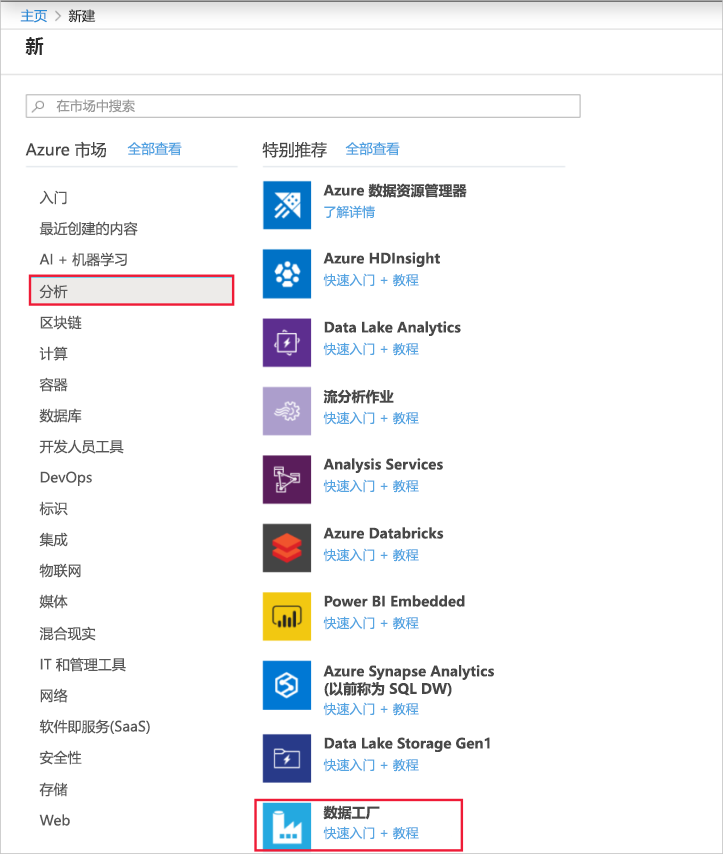 主页 > 新建
新
在市场中搜索
Azure 市场 全部查看
入门
最近创建的内容
AI + 机器学习
分析
区块链
计算
容器
数据库
开发人员工具
DevOps
标识
集成
物联网
媒体
混合现实
IT 和管理工具
网络
软件即服务(SaaS)
安全性
存储
Web
特别推荐 全部查看
Azure 数据资源管理器
了解详情
Azure HDInsight
快速入门 + 教程
Data Lake Analytics
快速入门 + 教程
流分析作业
快速入门 + 教程
Analysis Services
快速入门 + 教程
Azure Databricks
快速入门 + 教程
Power BI Embedded
快速入门 + 教程
Azure Synapse Analytics
(以前称为 SQL DW)
快速入门 + 教程
Data Lake Storage Gen1
快速入门 + 教程
数据工厂
快速入门 + 教程